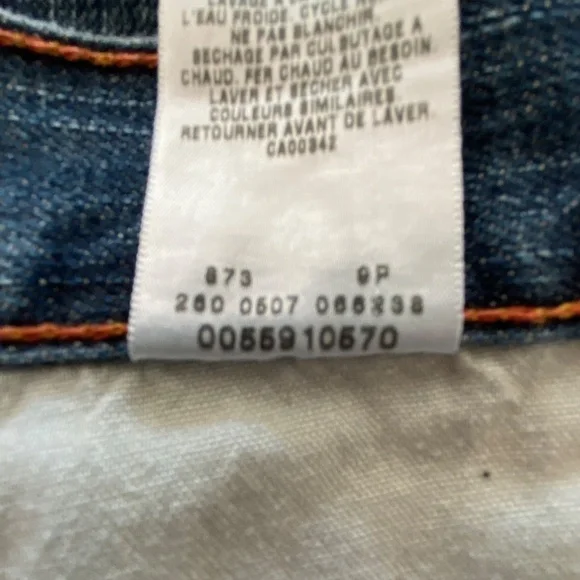 L'EAU FROIDE. CYCLE
NE PAS BLANCHIR.
SECHAGE PAR CULBUTAGE A
CHAUD. FER CHAUD AU BESOIN.
LAVER ET SECHER AVEC
COULEURS SIMILAIRES.
RETOURNER AVANT DE LAVER.
CA00342
873 9P
260 0507 066238
0055910570